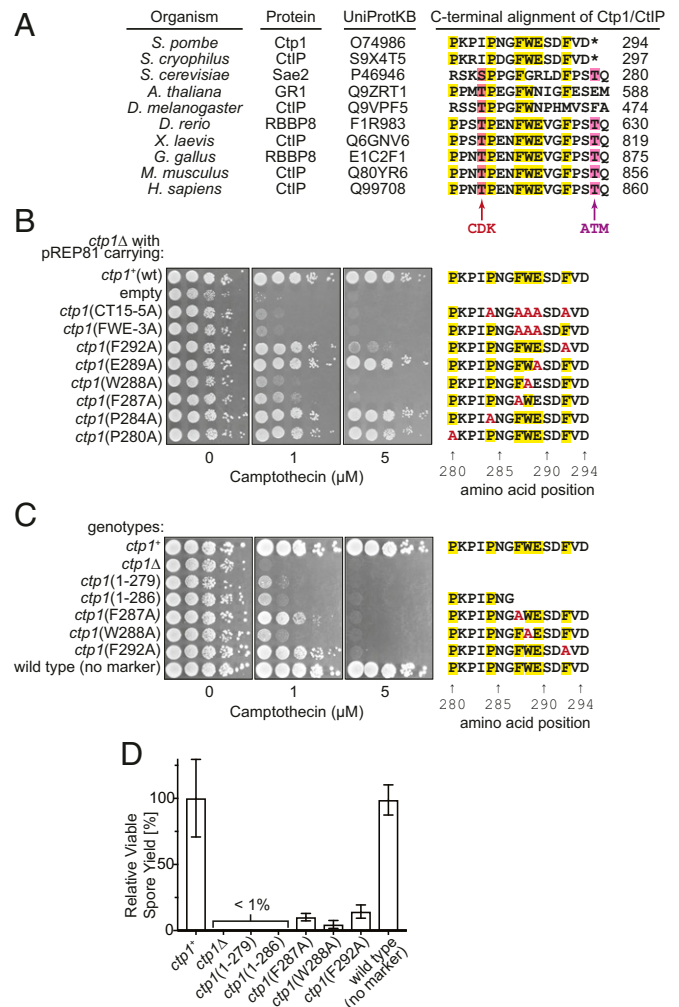 A
Organism Protein UniProtKB C-terminal alignment of Ctp1/CtIP
S. pombe Ctp1 O74986 PKPIPNGFWESDFVD* 294
S. cryophilus CtIP S9X4T5 PKRIPNGFWESDFVD* 297
S. cerevisiae Sae2 P46946 RSKSPPGFGRLDFPSTQ 280
A. thaliana GR1 Q9ZRT1 PPMTPEGFWNIGFESEM 588
D. melanogaster CtIP Q9VPF5 RSSTPPGFWNPHMVSFA 474
D. rerio RBBP8 F1R983 PPSTPENFWEVGFPSTQ 630
X. laevis CtIP Q6GNV6 PPSTPENFWEVGFPSTQ 819
G. gallus RBBP8 E1C2F1 PPNTPENFWEVGFPSTQ 875
M. musculus CtIP Q80YR6 PPNTPENFWEVGFPSTQ 856
H. sapiens CtIP Q99708 PPNTPENFWEVGFPSTQ 860
CDK ATM
B
ctp1Δ with
pREP81 carrying:
ctp1+(wt) PKPIPNGFWESDFVD
empty
ctp1(CT15-5A) PKPIANGAAASDAVD
ctp1(FWE-3A) PKPIPNGAAASDFVD
ctp1(F292A) PKPIPNGFWESDAVD
ctp1(E289A) PKPIPNGFWASDFVD
ctp1(W288A) PKPIPNGFAESDFVD
ctp1(F287A) PKPIPNGAWESDFVD
ctp1(P284A) PKPIANGFWESDFVD
ctp1(P280A) AKPIPNGFWESDFVD
0 1 5
Camptothecin (µM)
↑ ↑ ↑ ↑
280 285 290 294
amino acid position
C
genotypes:
ctp1+ PKPIPNGFWESDFVD
ctp1Δ
ctp1(1-279)
ctp1(1-286) PKPIPNG
ctp1(F287A) PKPIPNGAWESDFVD
ctp1(W288A) PKPIPNGFAESDFVD
ctp1(F292A) PKPIPNGFWESDAVD
wild type (no marker) PKPIPNGFWESDFVD
0 1 5
Camptothecin (µM)
↑ ↑ ↑ ↑
280 285 290 294
amino acid position
D
Relative Viable
Spore Yield [%]
100
50
0
< 1%
ctp1+
ctp1Δ
ctp1(1-279)
ctp1(1-286)
ctp1(F287A)
ctp1(W288A)
ctp1(F292A)
wild type
(no marker)